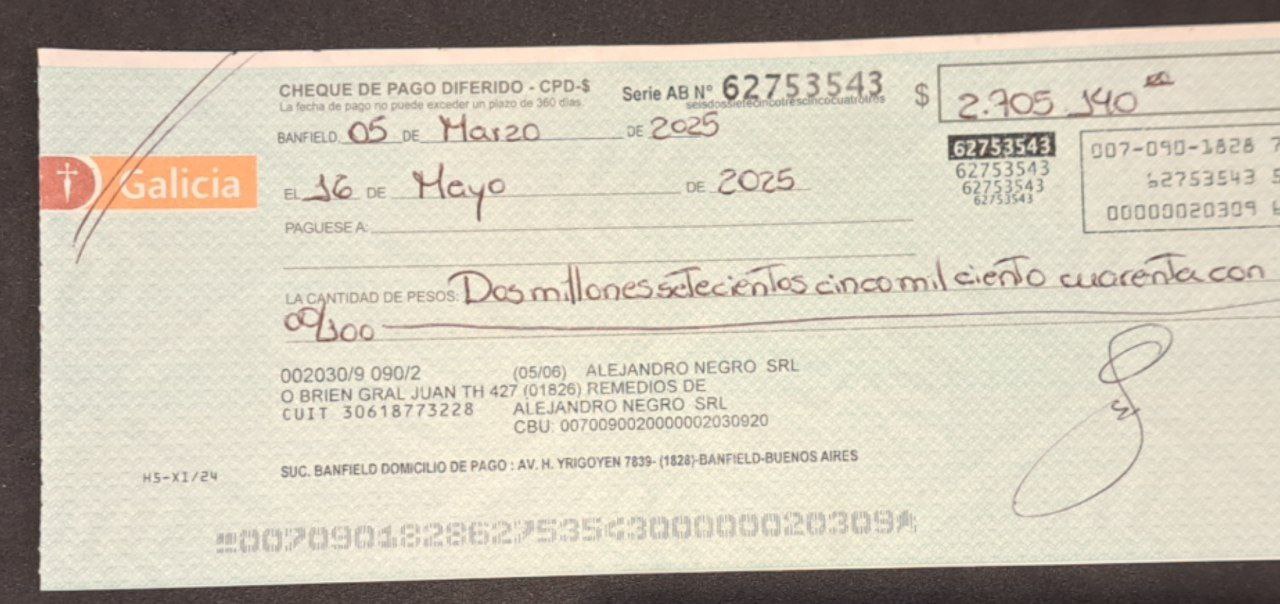 CHEQUE DE PAGO DIFERIDO - CPD-$
La fecha de pago no puede exceder un plazo de 360 días.
Serie AB Nº 62753543
seisdossietecincotrescincocuatrotres
$ 2.705.140 00
BANFIELD, 05 DE Marzo DE 2025
62753543
62753543
62753543
62753543
007-090-1828 7
62753543 5
00000020309
Galicia
EL 16 DE Mayo DE 2025
PAGUESE A:
LA CANTIDAD DE PESOS: Dos millones setecientos cinco mil ciento cuarenta con
00/100
002030/9 090/2 (05/06) ALEJANDRO NEGRO SRL
O BRIEN GRAL JUAN TH 427 (01826) REMEDIOS DE
CUIT 30618773228 ALEJANDRO NEGRO SRL
CBU: 0070090020000002030920
H5-XI/24
SUC. BANFIELD DOMICILIO DE PAGO : AV. H. YRIGOYEN 7839- (1828)-BANFIELD-BUENOS AIRES
00709018286275354300000020309